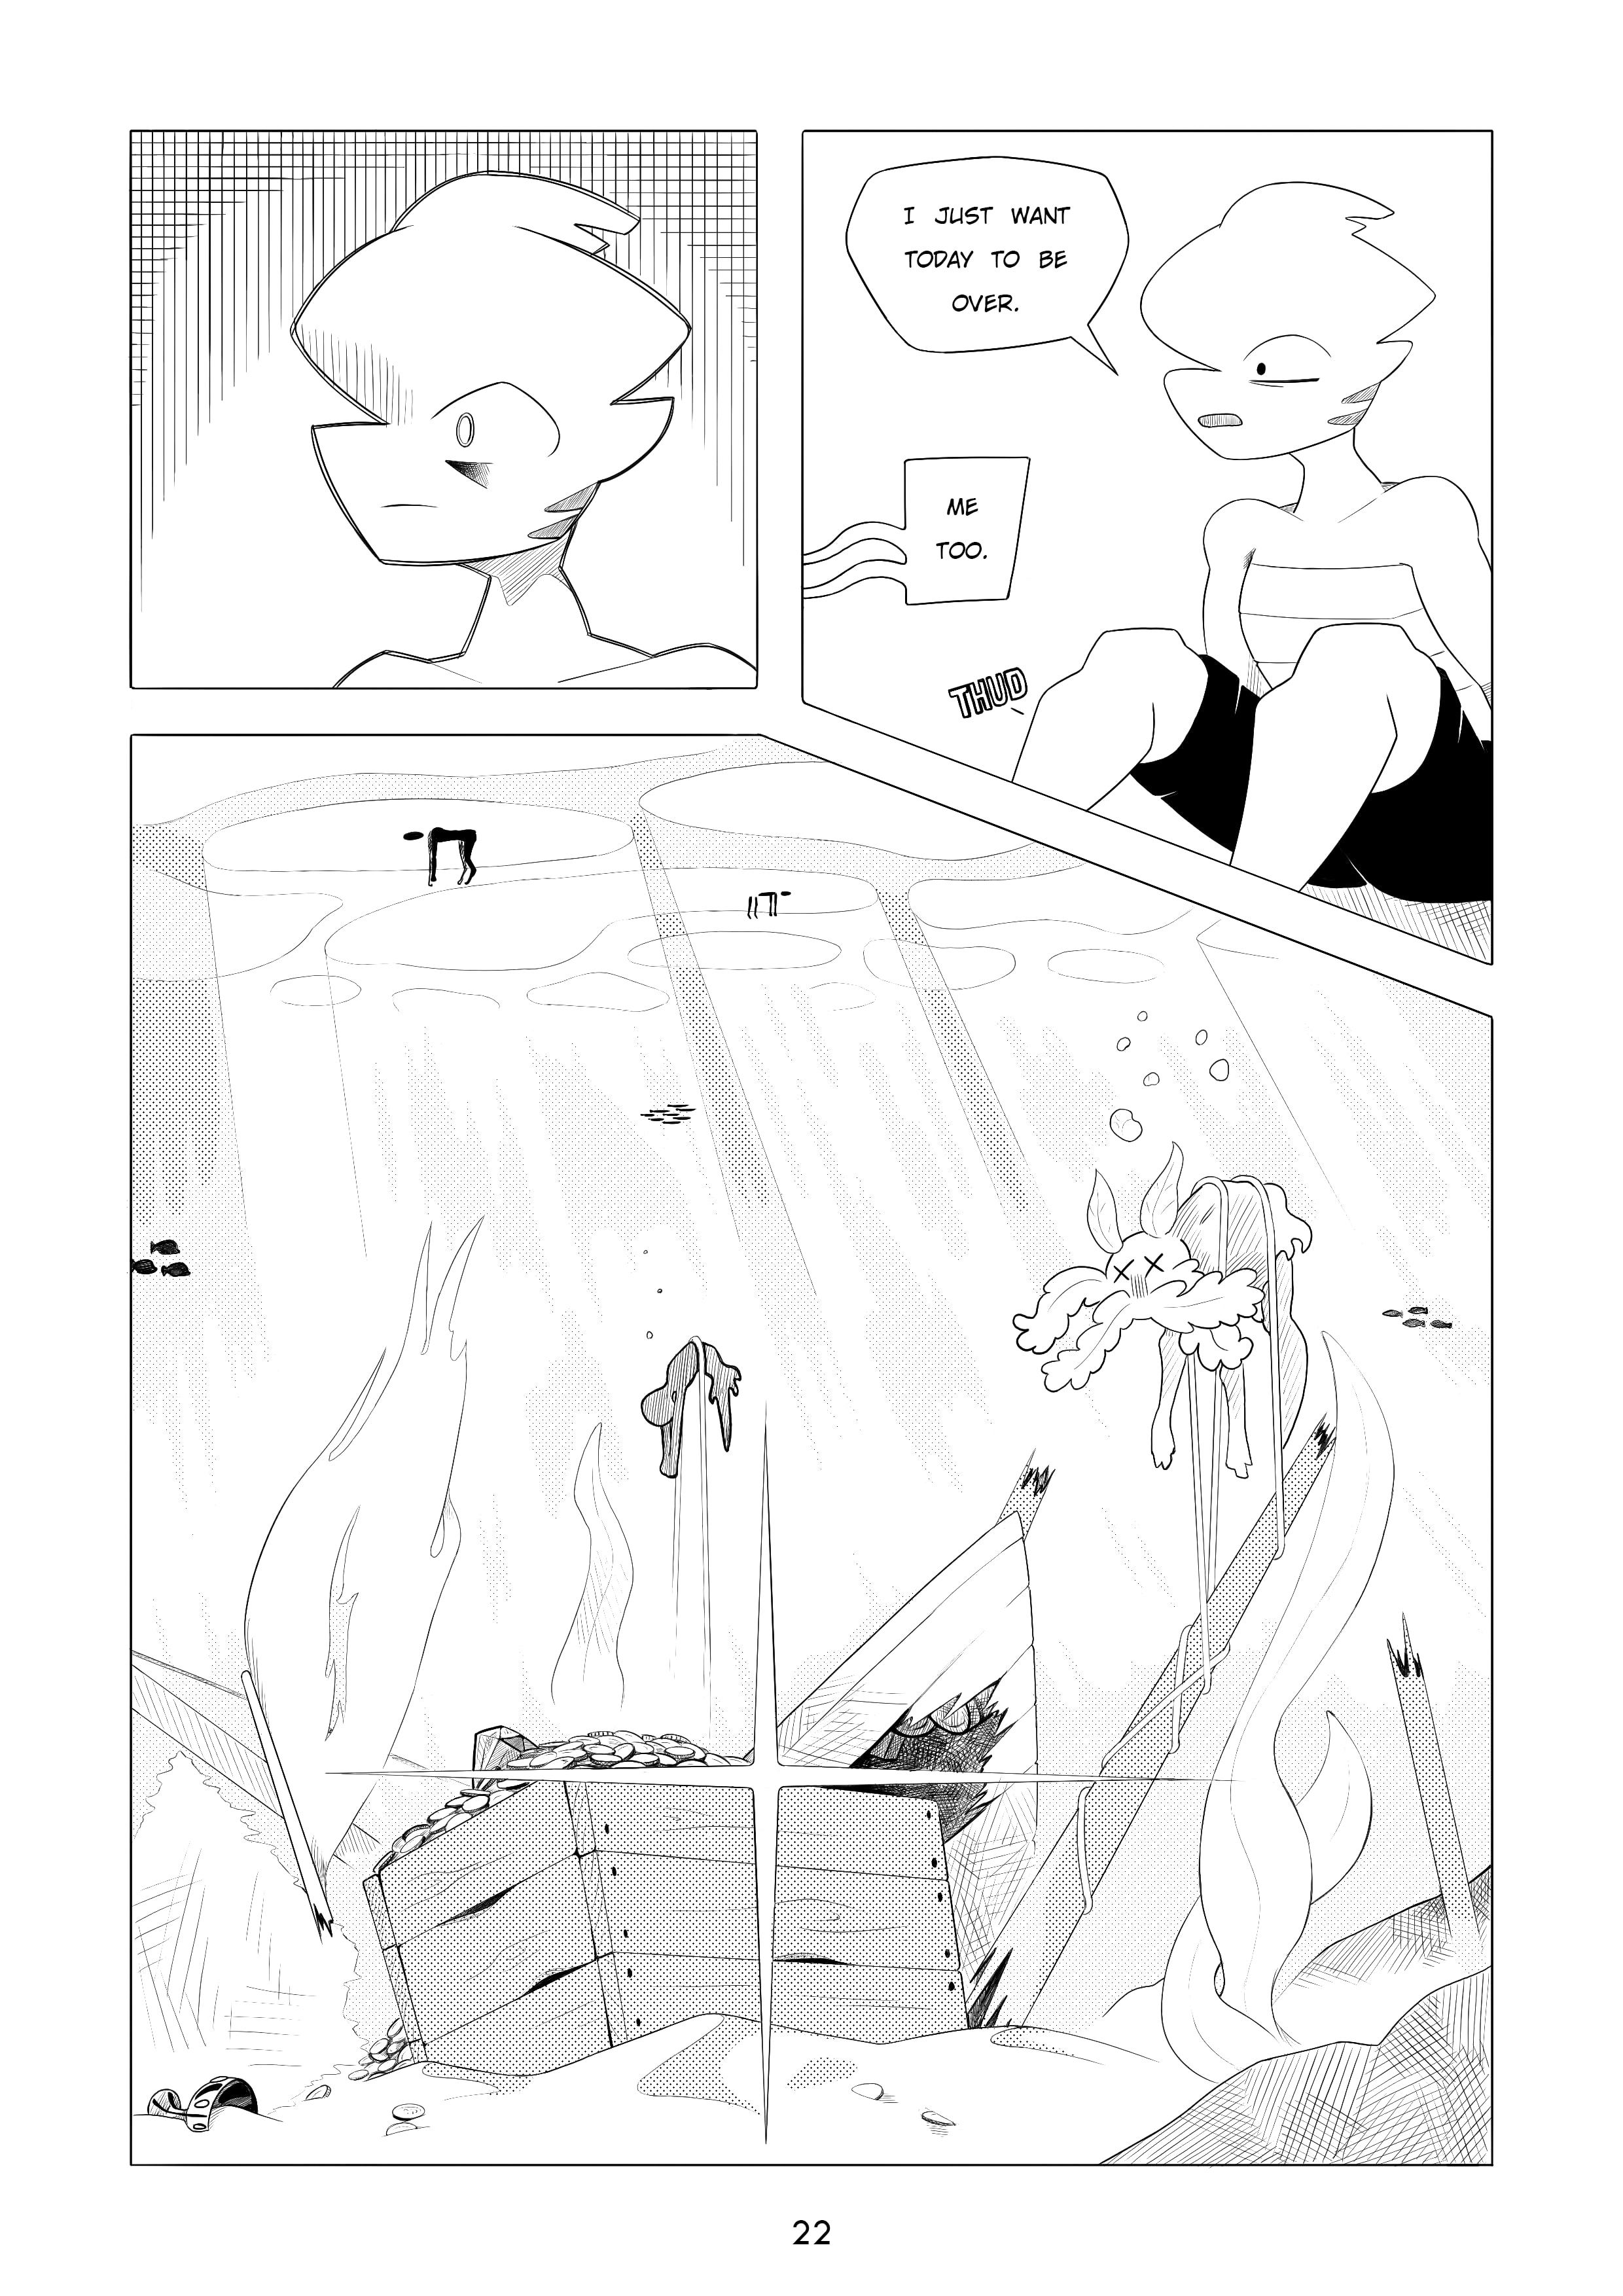 I JUST WANT
TODAY TO BE
OVER.
ME
TOO.
THUD
22